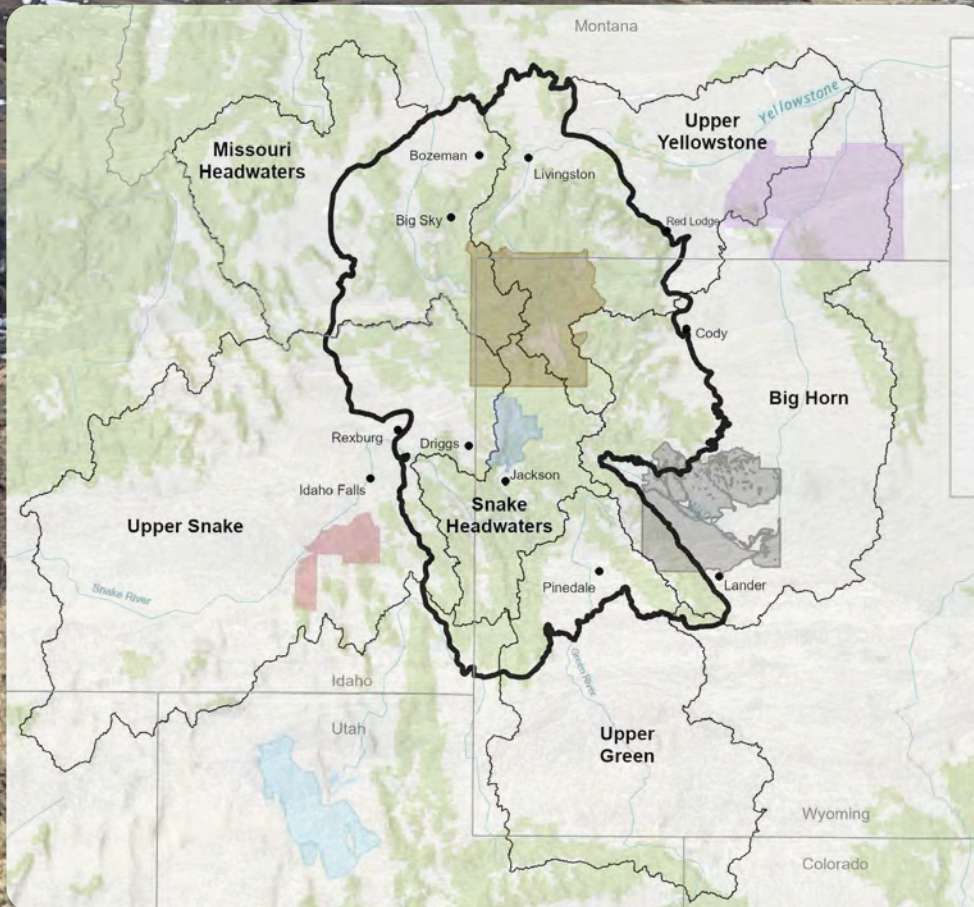 Montana
Yellowstone
Upper
Yellowstone
Missouri
Headwaters
Bozeman
Livingston
Big Sky
Red Lodge
Cody
Big Horn
Rexburg
Driggs
Idaho Falls
Jackson
Snake
Headwaters
Upper Snake
Snake River
Pinedale
Lander
Green River
Idaho
Utah
Upper
Green
Wyoming
Colorado